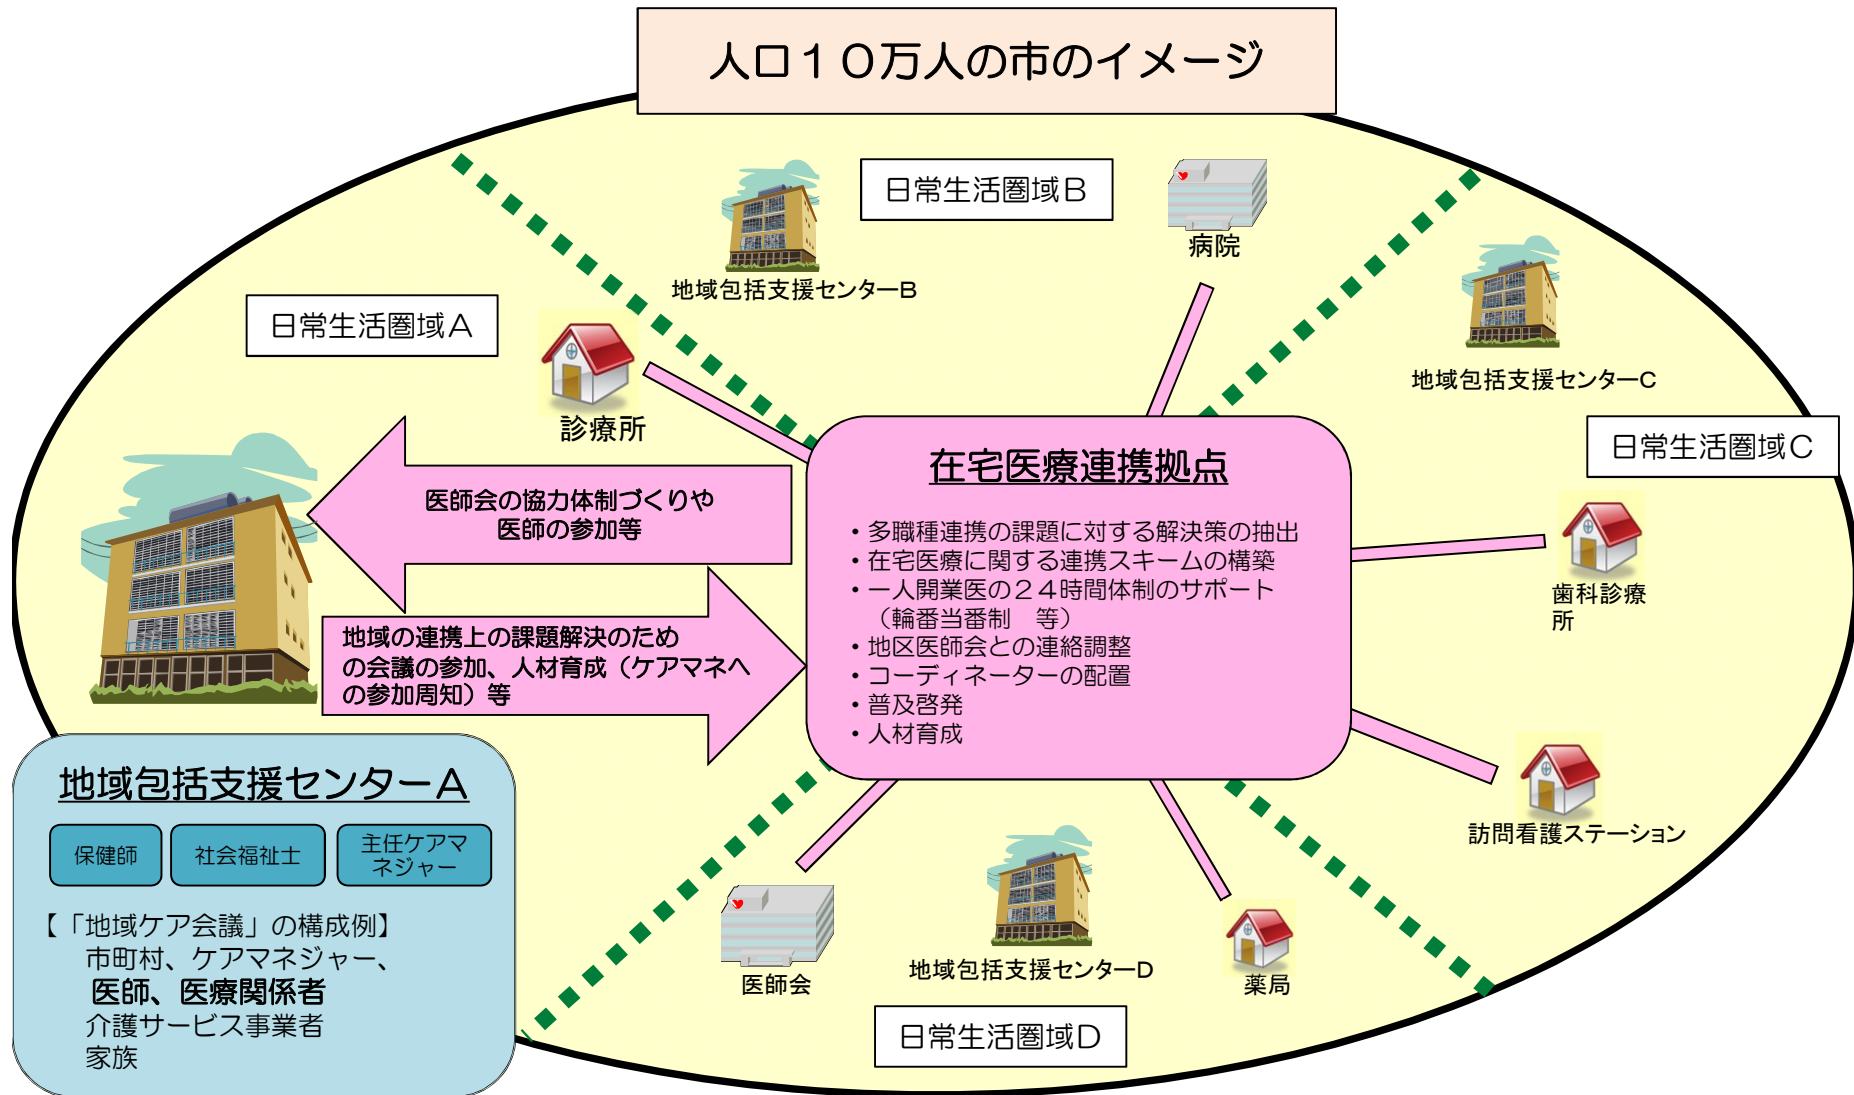 人口１０万人の市のイメージ
日常生活圏域Ｂ
病院
地域包括支援センターＢ
日常生活圏域Ａ
診療所
地域包括支援センターＣ
日常生活圏域Ｃ
医師会の協力体制づくりや
医師の参加等
地域の連携上の課題解決のため
の会議の参加、人材育成（ケアマネへ
の参加周知）等
在宅医療連携拠点
・多職種連携の課題に対する解決策の抽出
・在宅医療に関する連携スキームの構築
・一人開業医の２４時間体制のサポート
（輪番当番制　等）
・地区医師会との連絡調整
・コーディネーターの配置
・普及啓発
・人材育成
歯科診療
所
訪問看護ステーション
地域包括支援センターＡ
保健師
社会福祉士
主任ケアマ
ネジャー
【「地域ケア会議」の構成例】
市町村、ケアマネジャー、
医師、医療関係者
介護サービス事業者
家族
医師会
地域包括支援センターＤ
薬局
日常生活圏域Ｄ